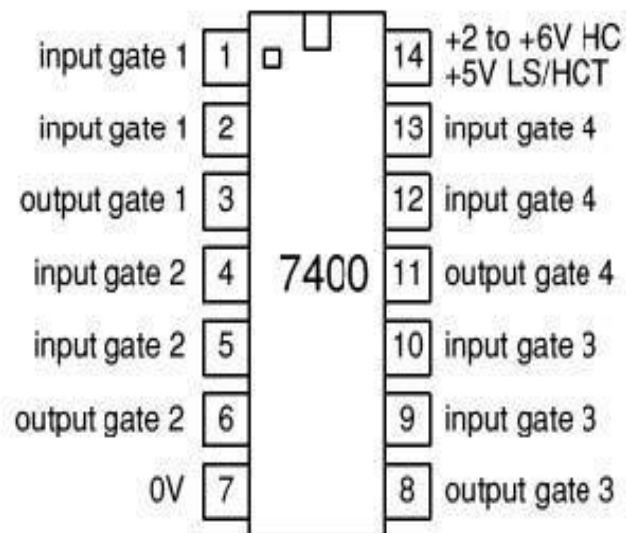 input gate 1 1
input gate 1 2
output gate 1 3
input gate 2 4
input gate 2 5
output gate 2 6
0V 7
7400
14 +2 to +6V HC
+5V LS/HCT
13 input gate 4
12 input gate 4
11 output gate 4
10 input gate 3
9 input gate 3
8 output gate 3